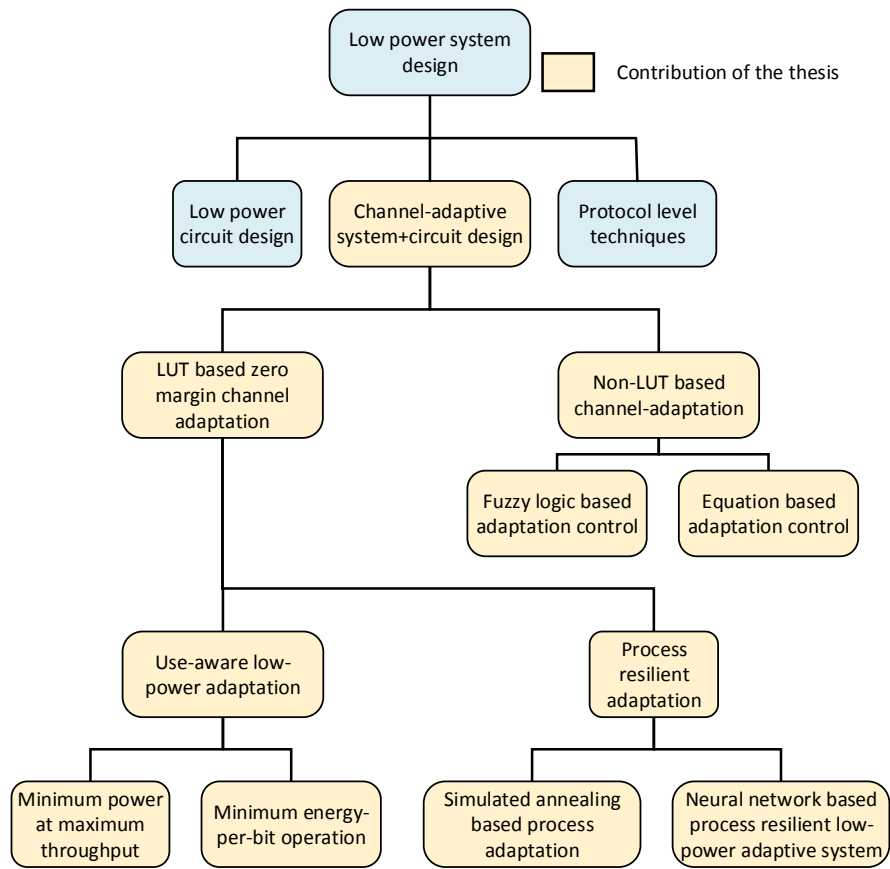 Low power system
design
Contribution of the thesis
Low power
circuit design
Channel-adaptive
system+circuit design
Protocol level
techniques
LUT based zero
margin channel
adaptation
Non-LUT based
channel-adaptation
Fuzzy logic based
adaptation control
Equation based
adaptation control
Use-aware low-
power adaptation
Process
resilient
adaptation
Minimum power
at maximum
throughput
Minimum energy-
per-bit operation
Simulated annealing
based process
adaptation
Neural network based
process resilient low-
power adaptive system